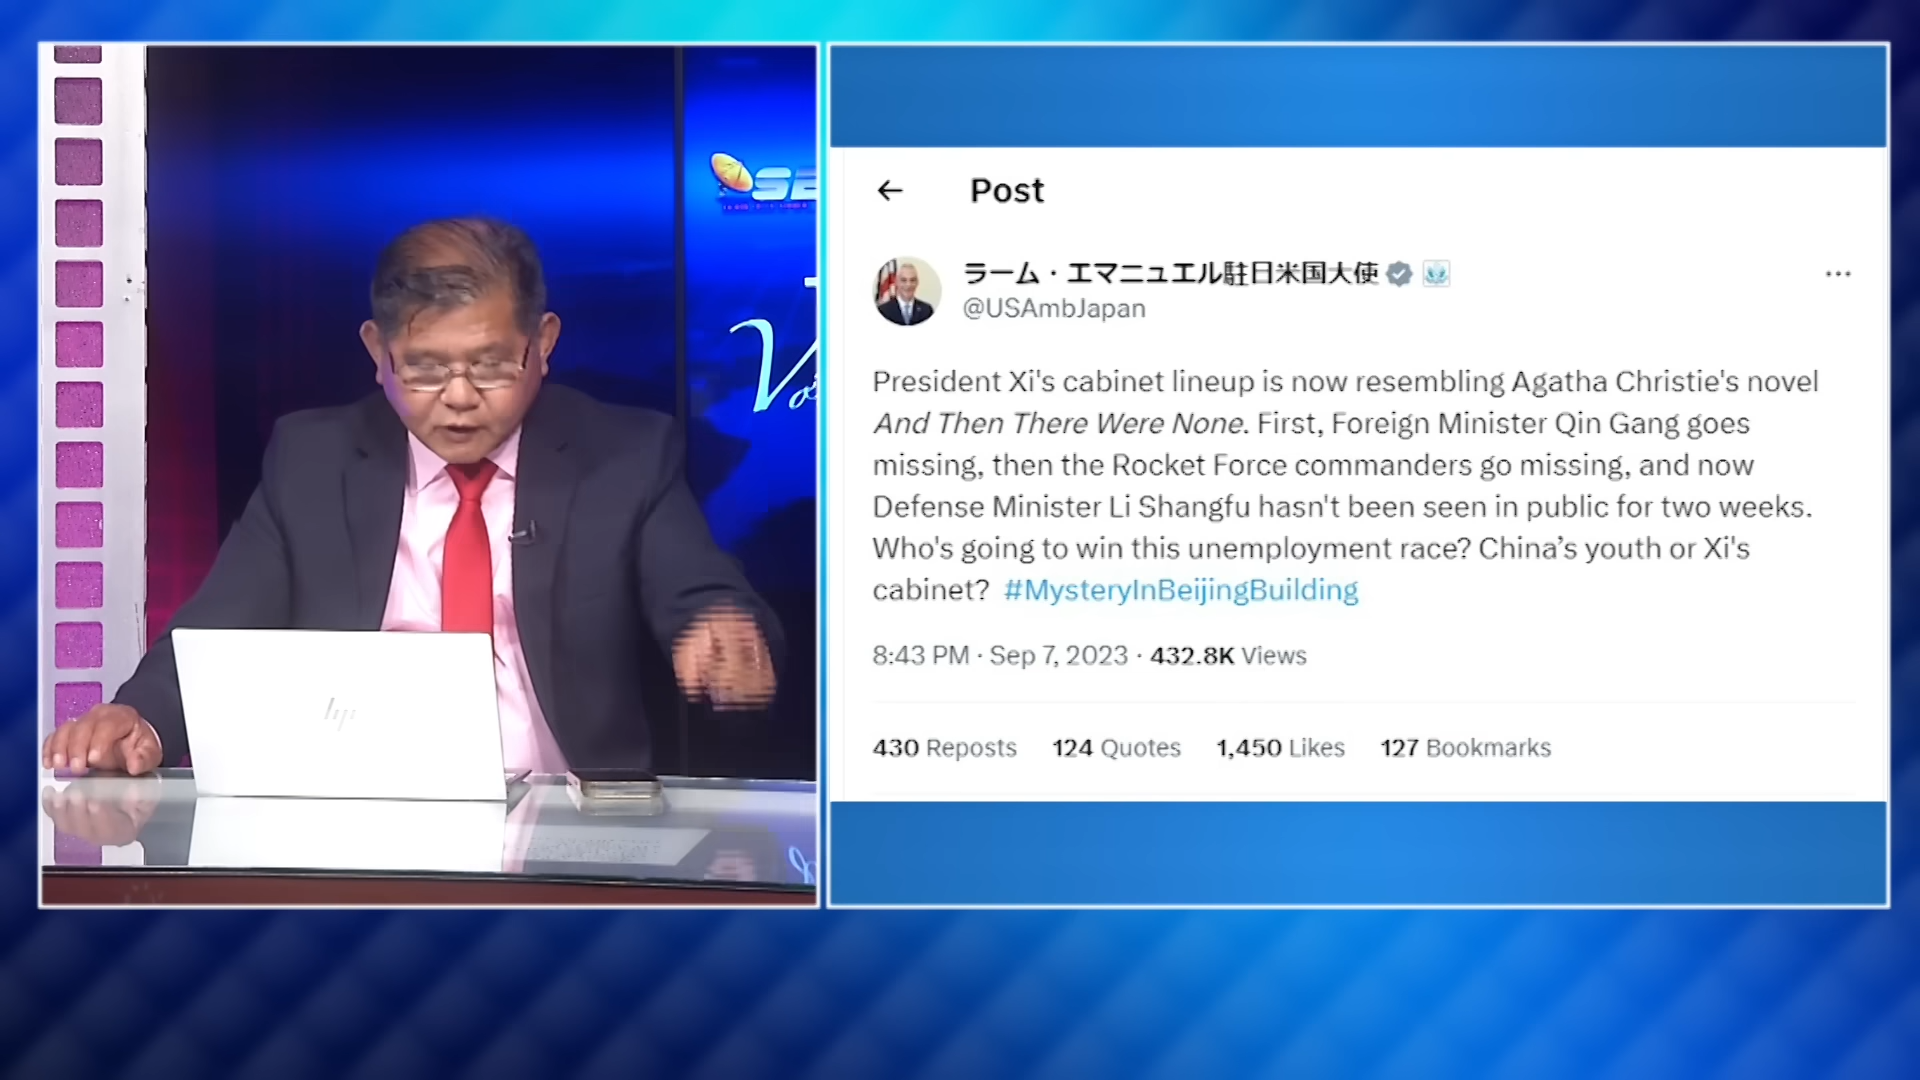 Post
ラーム・エマニュエル駐日米国大使
@USAmbJapan
President Xi's cabinet lineup is now resembling Agatha Christie's novel
And Then There Were None. First, Foreign Minister Qin Gang goes
missing, then the Rocket Force commanders go missing, and now
Defense Minister Li Shangfu hasn't been seen in public for two weeks.
Who's going to win this unemployment race? China’s youth or Xi's
cabinet? #MysteryInBeijingBuilding
8:43 PM · Sep 7, 2023 · 432.8K Views
430 Reposts 124 Quotes 1,450 Likes 127 Bookmarks
hp